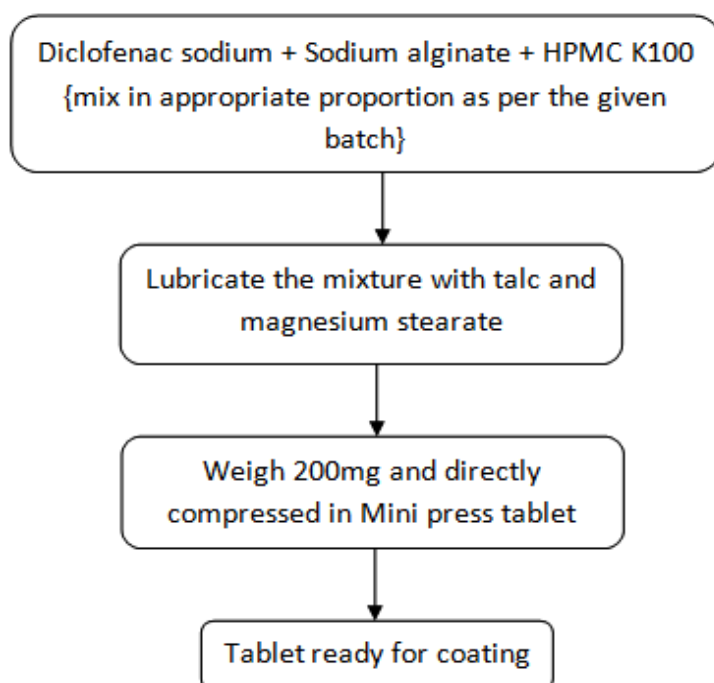 Diclofenac sodium + Sodium alginate + HPMC K100
{mix in appropriate proportion as per the given
batch}
Lubricate the mixture with talc and
magnesium stearate
Weigh 200mg and directly
compressed in Mini press tablet
Tablet ready for coating